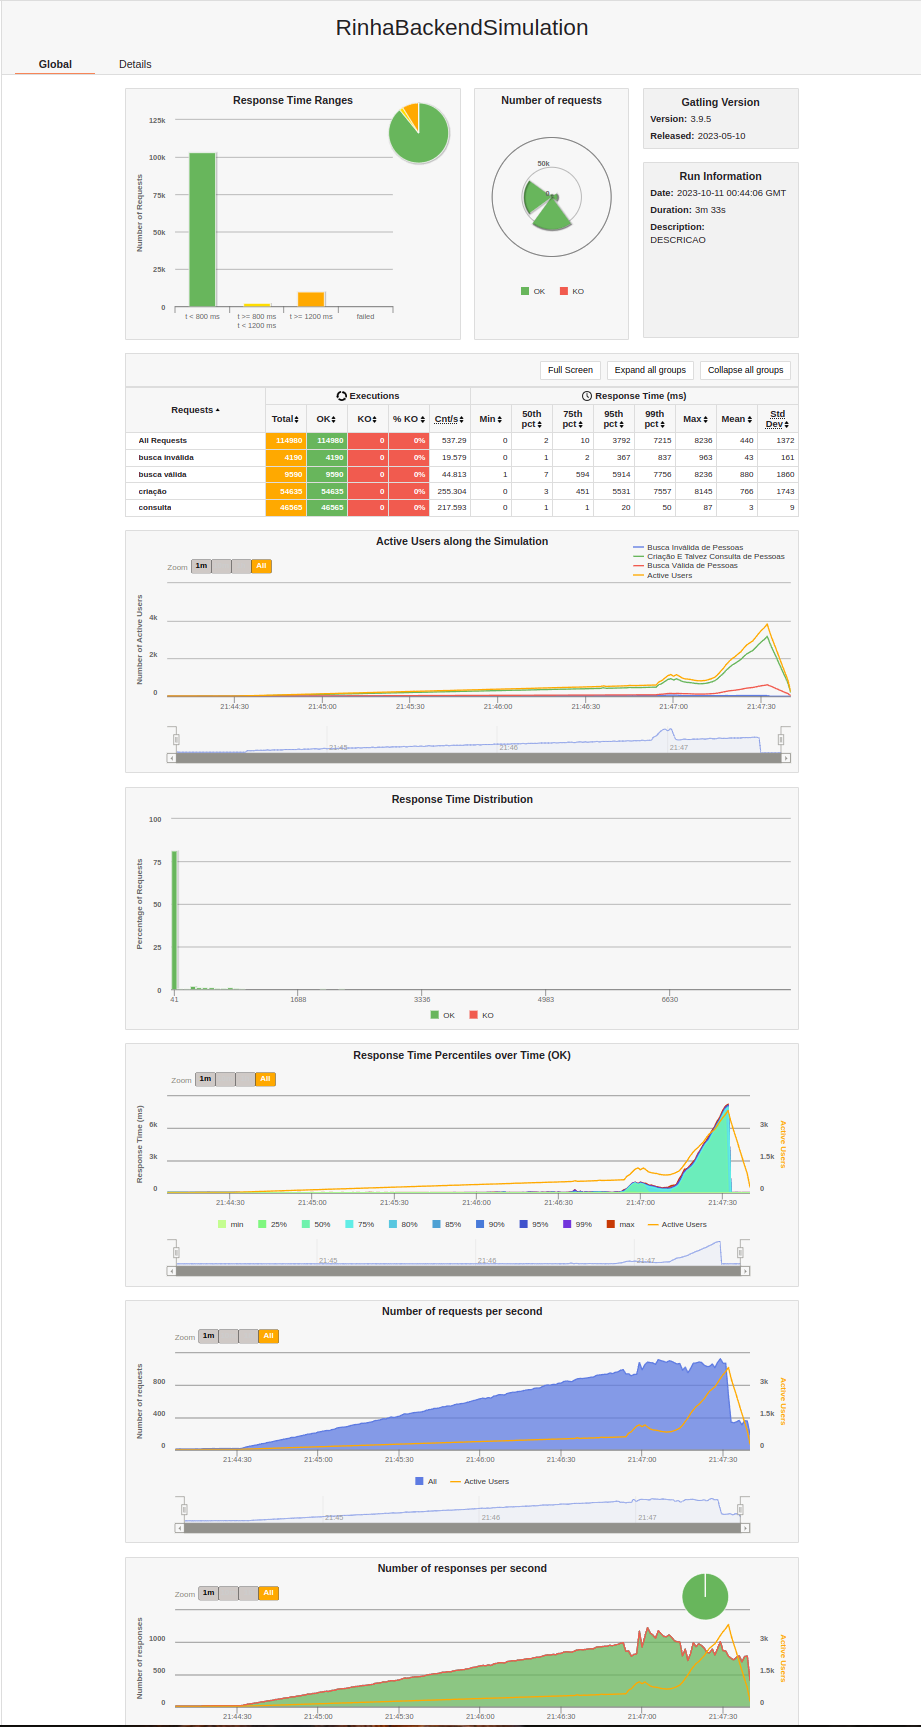 RinhaBackendSimulation
Global Details
Response Time Ranges
Number of Requests
125k
100k
75k
50k
25k
0
t < 800 ms
t >= 800 ms
t < 1200 ms
t >= 1200 ms
failed
Number of requests
50k
0
OK KO
Gatling Version
Version: 3.9.5
Released: 2023-05-10
Run Information
Date: 2023-10-11 00:44:06 GMT
Duration: 3m 33s
Description:
DESCRICAO
Full Screen Expand all groups Collapse all groups
Requests Executions Response Time (ms)
Total OK KO % KO Cnt/s Min 50th pct 75th pct 95th pct 99th pct Max Mean Std Dev
All Requests 114980 114980 0 0% 537.29 0 2 10 3792 7215 8236 440 1372
busca inválida 4190 4190 0 0% 19.579 0 1 2 367 837 963 43 161
busca válida 9590 9590 0 0% 44.813 1 7 594 5914 7756 8236 880 1860
criação 54635 54635 0 0% 255.304 0 3 451 5531 7557 8145 766 1743
consulta 46565 46565 0 0% 217.593 0 1 1 20 50 87 3 9
Active Users along the Simulation
Zoom 1m All
Busca Inválida de Pessoas
Criação E Talvez Consulta de Pessoas
Busca Válida de Pessoas
Active Users
Number of Active Users
4k
2k
0
21:44:30 21:45:00 21:45:30 21:46:00 21:46:30 21:47:00 21:47:30
21:45 21:46 21:47
Response Time Distribution
Percentage of Requests
100
75
50
25
0
41 1688 3336 4983 6630
OK KO
Response Time Percentiles over Time (OK)
Zoom 1m All
Response Time (ms)
6k
3k
0
3k
1.5k
0
Active Users
21:44:30 21:45:00 21:45:30 21:46:00 21:46:30 21:47:00 21:47:30
min 25% 50% 75% 80% 85% 90% 95% 99% max Active Users
21:45 21:46 21:47
Number of requests per second
Zoom 1m All
Number of requests
800
400
0
3k
1.5k
0
Active Users
21:44:30 21:45:00 21:45:30 21:46:00 21:46:30 21:47:00 21:47:30
All Active Users
21:45 21:46 21:47
Number of responses per second
Zoom 1m All
Number of responses
1000
500
0
3k
1.5k
0
Active Users
21:44:30 21:45:00 21:45:30 21:46:00 21:46:30 21:47:00 21:47:30